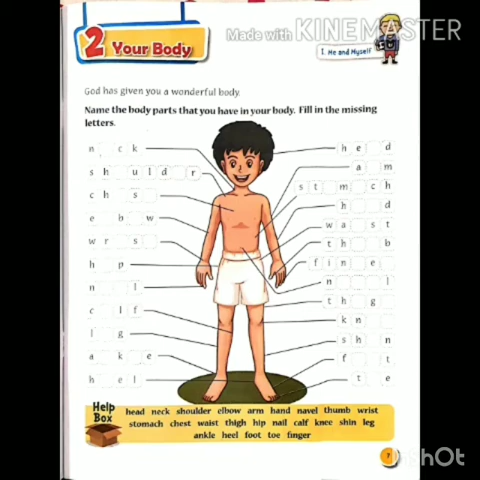 Made with KINEMASTER
2 Your Body
1. Me and Myself
God has given you a wonderful body.
Name the body parts that you have in your body. Fill in the missing
letters.
n c k
s h u l d r
c h s
e b w
w r s
h p
n l
c l f
l g
a k e
h e l
h e d
a m
s t m c h
h d
w a s t
t h b
f i n e
n l
t h g
k n
s h n
f t
t e
Help
Box
head neck shoulder elbow arm hand navel thumb wrist
stomach chest waist thigh hip nail calf knee shin leg
ankle heel foot toe finger
7